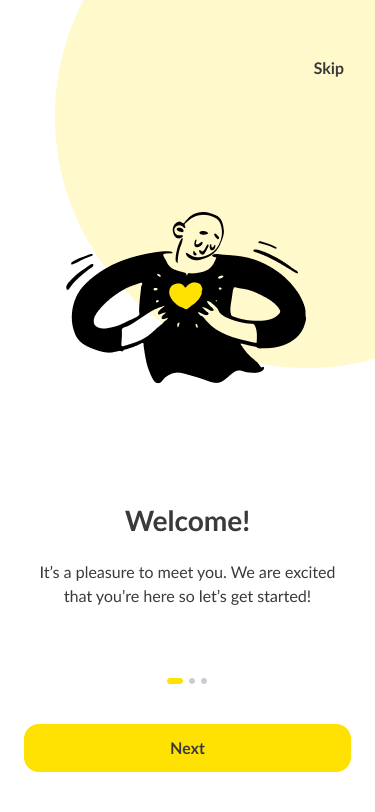 Skip
Welcome!
It’s a pleasure to meet you. We are excited
that you’re here so let’s get started!
Next